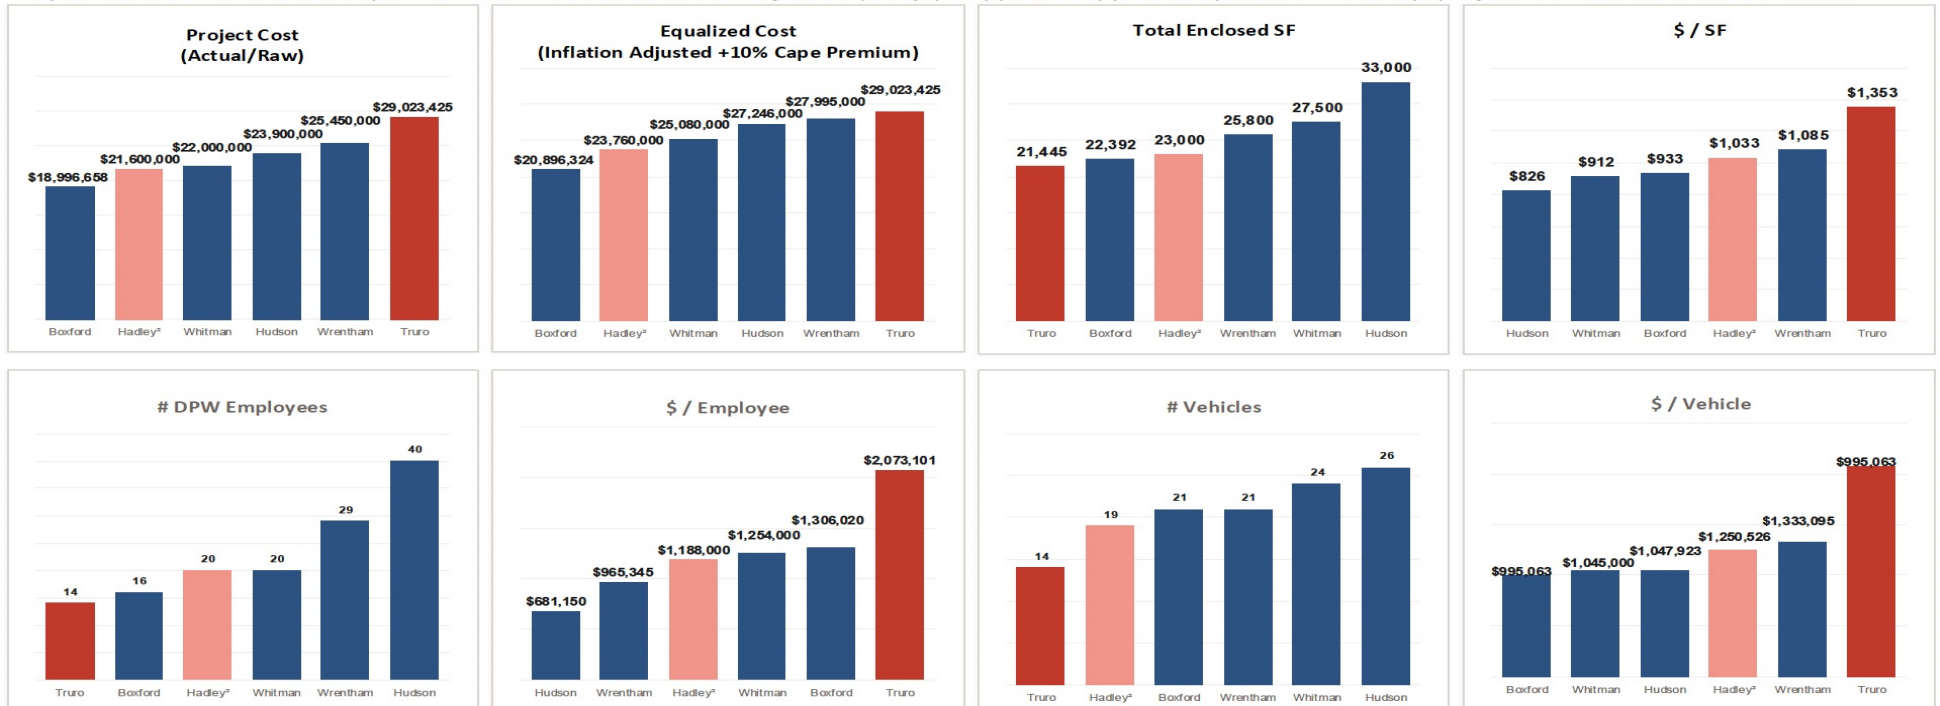 Project Cost
(Actual/Raw)
$18,996,658
$21,600,000
$22,000,000
$23,900,000
$25,450,000
$29,023,425
Boxford
Hadley²
Whitman
Hudson
Wrentham
Truro
Equalized Cost
(Inflation Adjusted +10% Cape Premium)
$20,896,324
$23,760,000
$25,080,000
$27,246,000
$27,995,000
$29,023,425
Boxford
Hadley²
Whitman
Hudson
Wrentham
Truro
Total Enclosed SF
21,445
22,392
23,000
25,800
27,500
33,000
Truro
Boxford
Hadley²
Wrentham
Whitman
Hudson
$ / SF
$826
$912
$933
$1,033
$1,085
$1,353
Hudson
Whitman
Boxford
Hadley²
Wrentham
Truro
# DPW Employees
14
16
20
20
29
40
Truro
Boxford
Hadley²
Whitman
Wrentham
Hudson
$ / Employee
$681,150
$965,345
$1,188,000
$1,254,000
$1,306,020
$2,073,101
Hudson
Wrentham
Hadley²
Whitman
Boxford
Truro
# Vehicles
14
19
21
21
24
26
Truro
Hadley²
Boxford
Wrentham
Whitman
Hudson
$ / Vehicle
$995,063
$1,045,000
$1,047,923
$1,250,526
$1,333,095
$995,063
Boxford
Whitman
Hudson
Hadley²
Wrentham
Truro